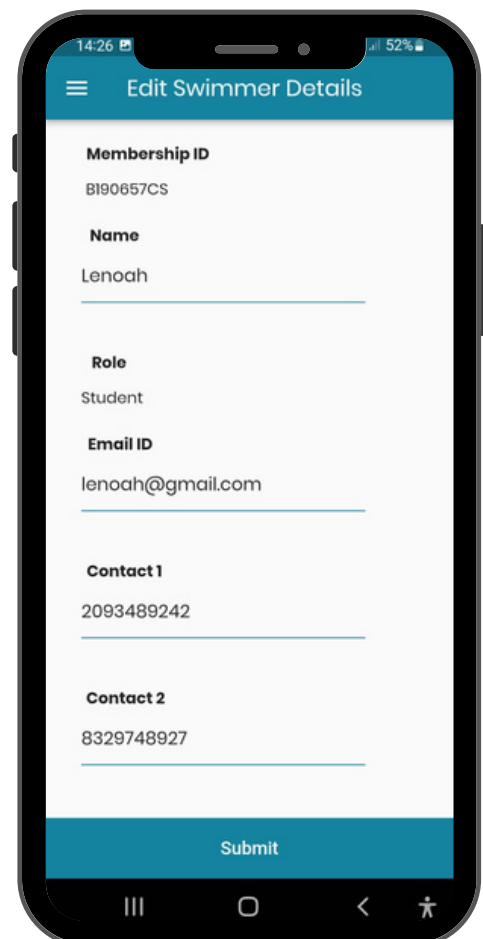 14:26 52%
Edit Swimmer Details
Membership ID
B190657CS
Name
Lenoah
Role
Student
Email ID
lenoah@gmail.com
Contact 1
2093489242
Contact 2
8329748927
Submit